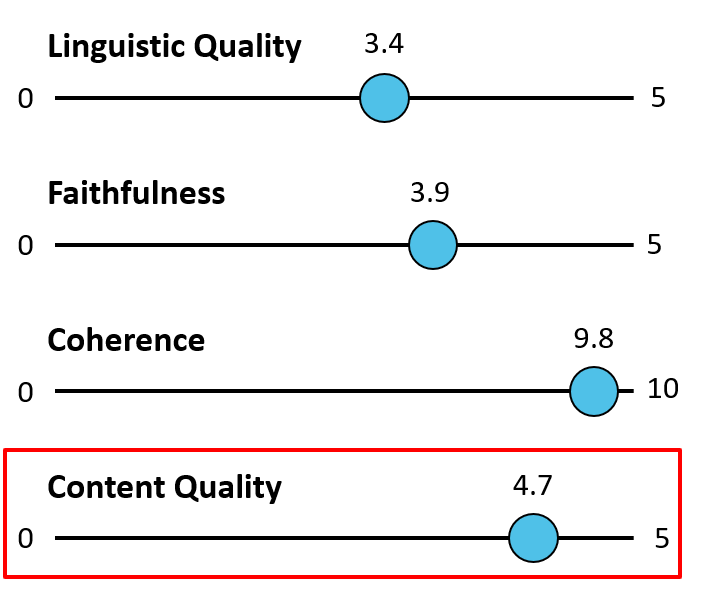 Linguistic Quality 3.4
0 5
Faithfulness 3.9
0 5
Coherence 9.8
0 10
Content Quality 4.7
0 5